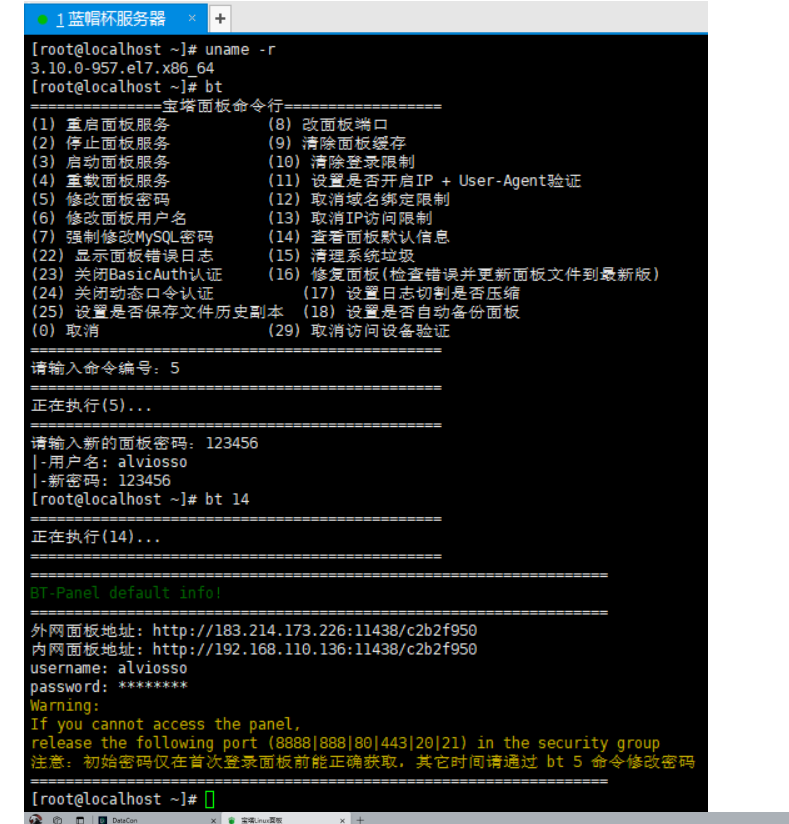 1 蓝帽杯服务器 × +
[root@localhost ~]# uname -r
3.10.0-957.el7.x86_64
[root@localhost ~]# bt
===============宝塔面板命令行==================
(1) 重启面板服务 (8) 改面板端口
(2) 停止面板服务 (9) 清除面板缓存
(3) 启动面板服务 (10) 清除登录限制
(4) 重载面板服务 (11) 设置是否开启IP + User-Agent验证
(5) 修改面板密码 (12) 取消域名绑定限制
(6) 修改面板用户名 (13) 取消IP访问限制
(7) 强制修改MySQL密码 (14) 查看面板默认信息
(22) 显示面板错误日志 (15) 清理系统垃圾
(23) 关闭BasicAuth认证 (16) 修复面板(检查错误并更新面板文件到最新版)
(24) 关闭动态口令认证 (17) 设置日志切割是否压缩
(25) 设置是否保存文件历史副本 (18) 设置是否自动备份面板
(0) 取消 (29) 取消访问设备验证
===============================================
请输入命令编号: 5
===============================================
正在执行(5)...
===============================================
请输入新的面板密码: 123456
|-用户名: alviosso
|-新密码: 123456
[root@localhost ~]# bt 14
===============================================
正在执行(14)...
===============================================
==================================================================
BT-Panel default info!
==================================================================
外网面板地址: http://183.214.173.226:11438/c2b2f950
内网面板地址: http://192.168.110.136:11438/c2b2f950
username: alviosso
password: ********
Warning:
If you cannot access the panel,
release the following port (8888|888|80|443|20|21) in the security group
注意: 初始密码仅在首次登录面板前能正确获取, 其它时间请通过 bt 5 命令修改密码
==================================================================
[root@localhost ~]#
DataCon × 宝塔Linux面板 × +